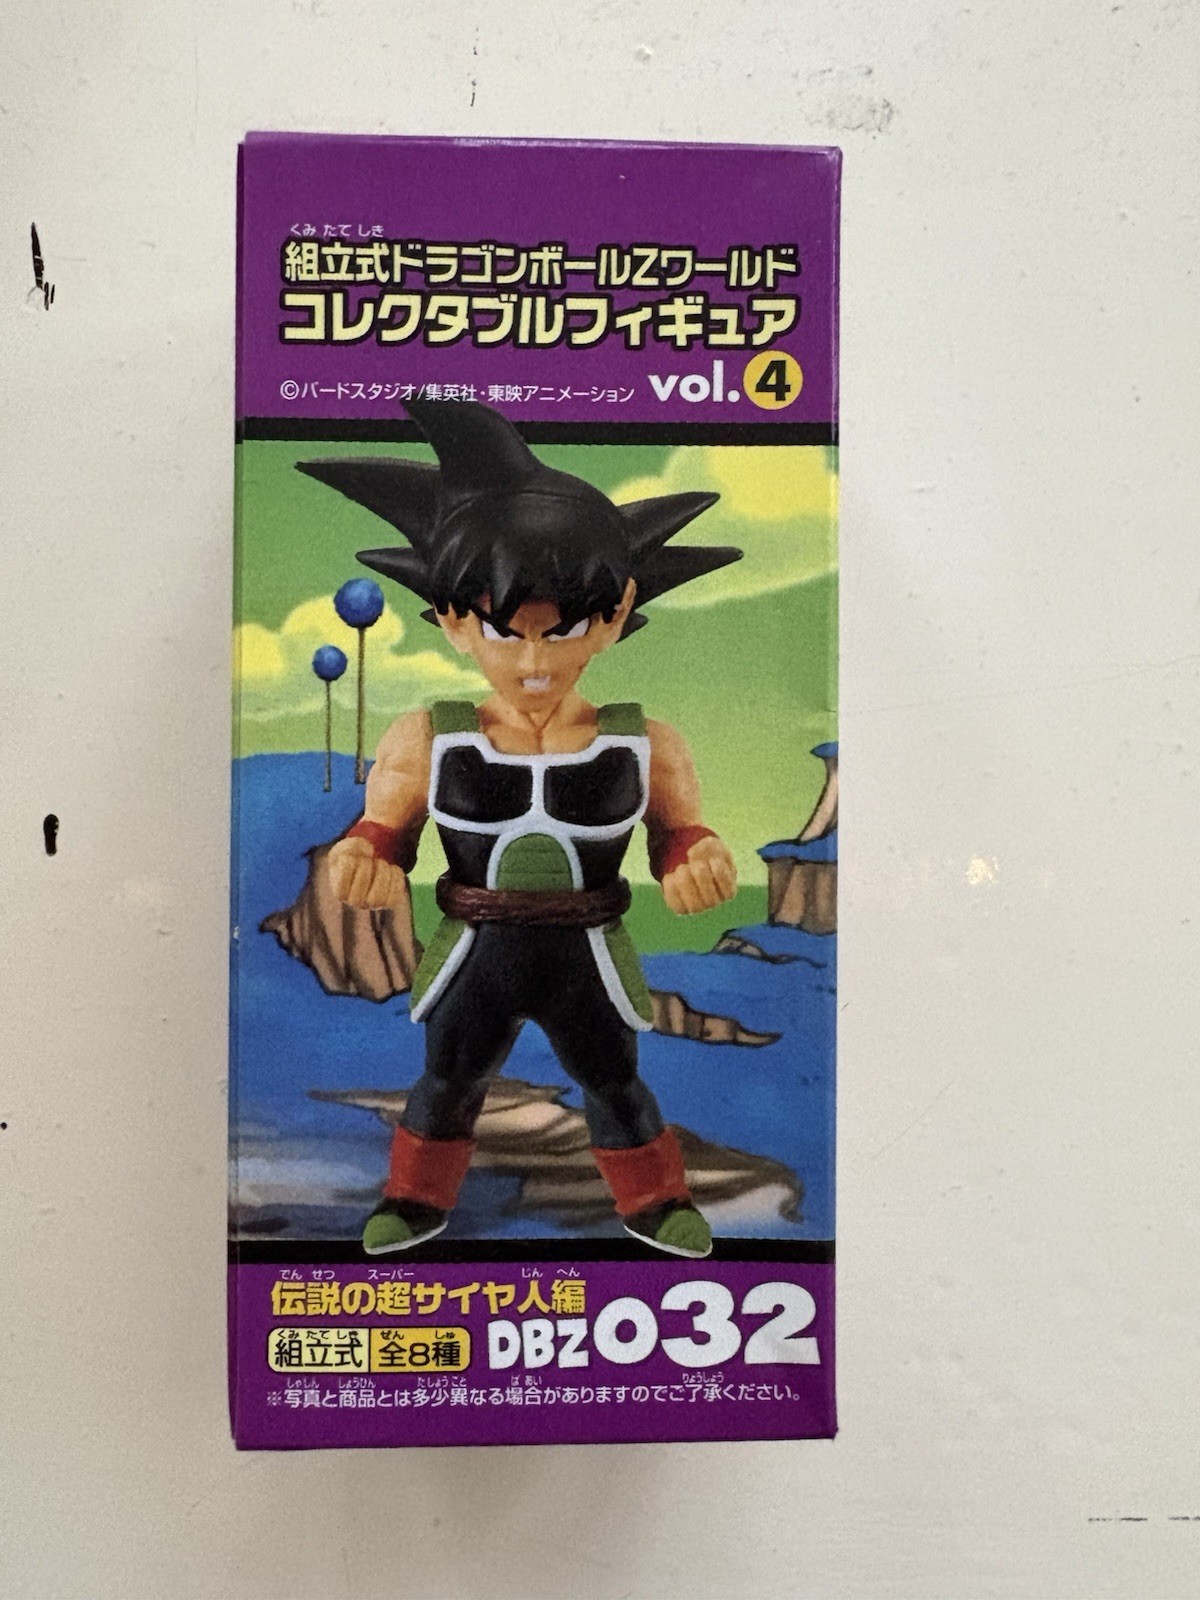 くみたてしき
組立式ドラゴンボールZワールド
コレクタブルフィギュア
©バードスタジオ/集英社・東映アニメーション vol.4
でんせつ スーパー じんへん
伝説の超サイヤ人編
くみたてしき ぜん しゅ
組立式 全8種 DBZ032
しゃしん しょうひん たしょうこと ばあい りょうしょう
※写真と商品とは多少異なる場合がありますのでご了承ください。